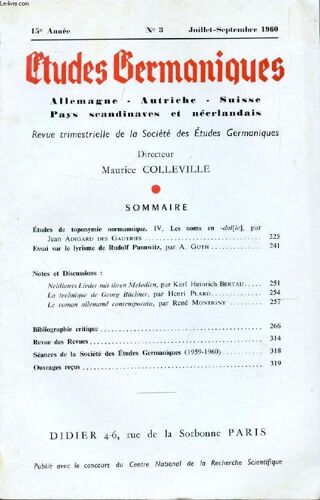 Le-livre.com
15e Année N° 3 Juillet-Septembre 1960
Études Germaniques
Allemagne - Autriche - Suisse
Pays scandinaves et néerlandais
Revue trimestrielle de la Société des Études Germaniques
Directeur
Maurice COLLEVILLE
SOMMAIRE
Études de toponymie normannique. IV. Les noms en -dal[le], par
Jean ADIGARD DES GAUTRIES 225
Essai sur le lyrisme de Rudolf Pannwitz, par A. GUTH 241
Notes et Discussions :
Neidharts Lieder mit ihren Melodien, par Karl Heinrich BERTAU 251
La technique de Georg Büchner, par Henri PLARD 254
Le roman allemand contemporain, par René MONTIGNY 257
Bibliographie critique 266
Revue des Revues 314
Séances de la Société des Études Germaniques (1959-1960) 318
Ouvrages reçus 319
DIDIER 4-6, rue de la Sorbonne PARIS
Publié avec le concours du Centre National de la Recherche Scientifique